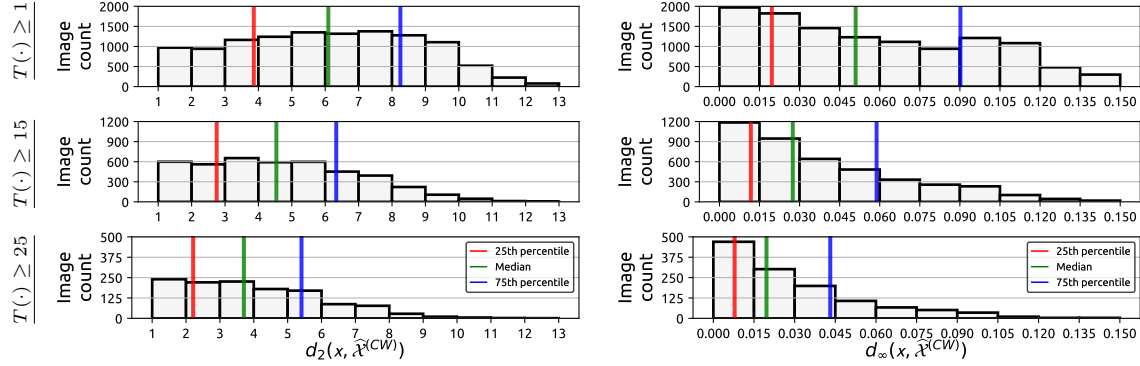 T(·) ≥ 1
Image count
2000
1500
1000
500
0
1 2 3 4 5 6 7 8 9 10 11 12 13
Image count
2000
1500
1000
500
0
0.000 0.015 0.030 0.045 0.060 0.075 0.090 0.105 0.120 0.135 0.150
T(·) ≥ 15
Image count
1200
900
600
300
0
1 2 3 4 5 6 7 8 9 10 11 12 13
Image count
1200
900
600
300
0
0.000 0.015 0.030 0.045 0.060 0.075 0.090 0.105 0.120 0.135 0.150
T(·) ≥ 25
Image count
500
375
250
125
0
25th percentile
Median
75th percentile
1 2 3 4 5 6 7 8 9 10 11 12 13
d₂(x, X̂⁽ᶜᵂ⁾)
Image count
500
375
250
125
0
25th percentile
Median
75th percentile
0.000 0.015 0.030 0.045 0.060 0.075 0.090 0.105 0.120 0.135 0.150
d∞(x, X̂⁽ᶜᵂ⁾)